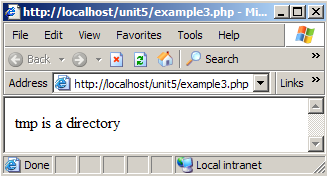 http://localhost/unit5/example3.php - Mi...
File Edit View Favorites Tools »
Back Search »
Address http://localhost/unit5/example3.php Links »
tmp is a directory
Done Local intranet